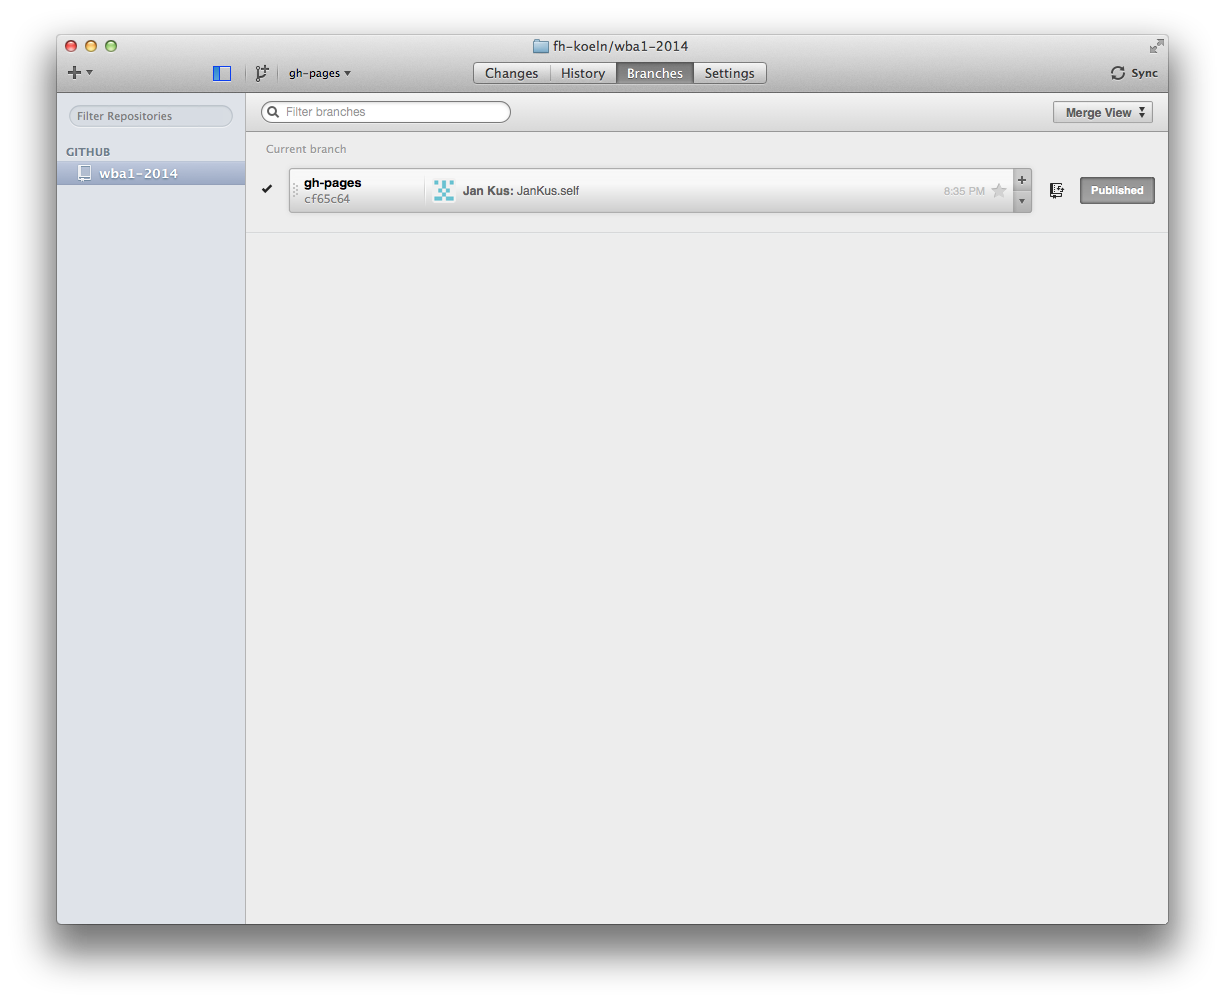 fh-koeln/wba1-2014
gh-pages
Changes History Branches Settings
Sync
Filter Repositories
GITHUB
wba1-2014
Filter branches
Merge View
Current branch
gh-pages
cf65c64
Jan Kus: JanKus.self
8:35 PM
Published